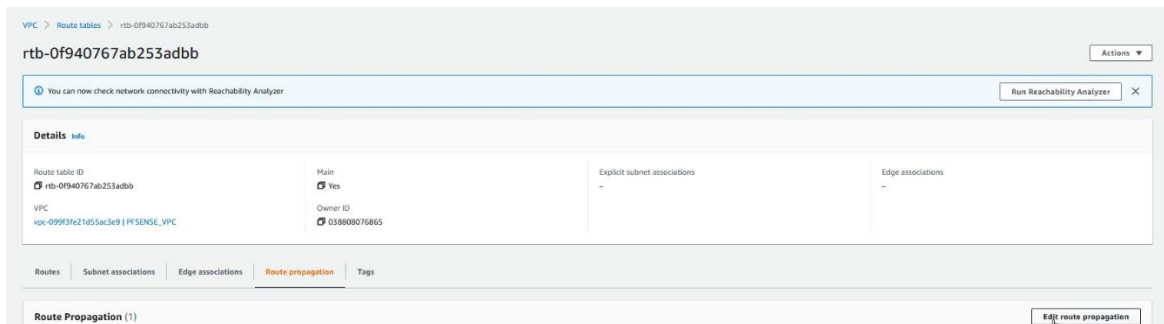 VPC > Route tables > rtb-0f940767ab253adbb
rtb-0f940767ab253adbb
Actions
You can now check network connectivity with Reachability Analyzer
Run Reachability Analyzer
Details Info
Route table ID
rtb-0f940767ab253adbb
Main
Yes
Explicit subnet associations
–
Edge associations
–
VPC
vpc-099f3fe21d55ac3e9 | PFSENSE_VPC
Owner ID
038808076865
Routes Subnet associations Edge associations Route propagation Tags
Route Propagation (1)
Edit route propagation